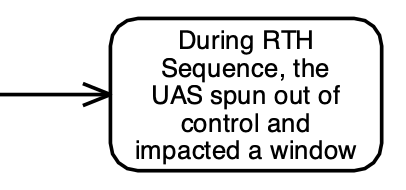 During RTH
Sequence, the
UAS spun out of
control and
impacted a window